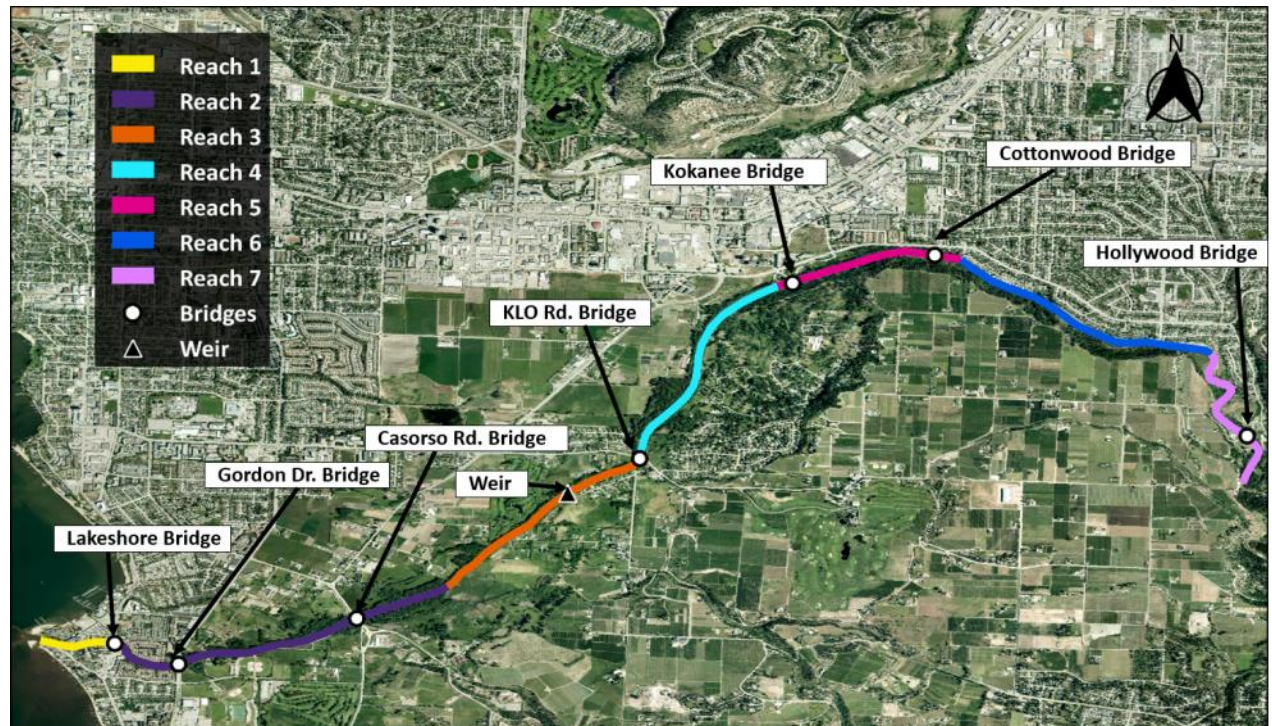 Reach 1
Reach 2
Reach 3
Reach 4
Reach 5
Reach 6
Reach 7
Bridges
Weir
N
Cottonwood Bridge
Kokanee Bridge
Hollywood Bridge
KLO Rd. Bridge
Casorso Rd. Bridge
Gordon Dr. Bridge
Weir
Lakeshore Bridge